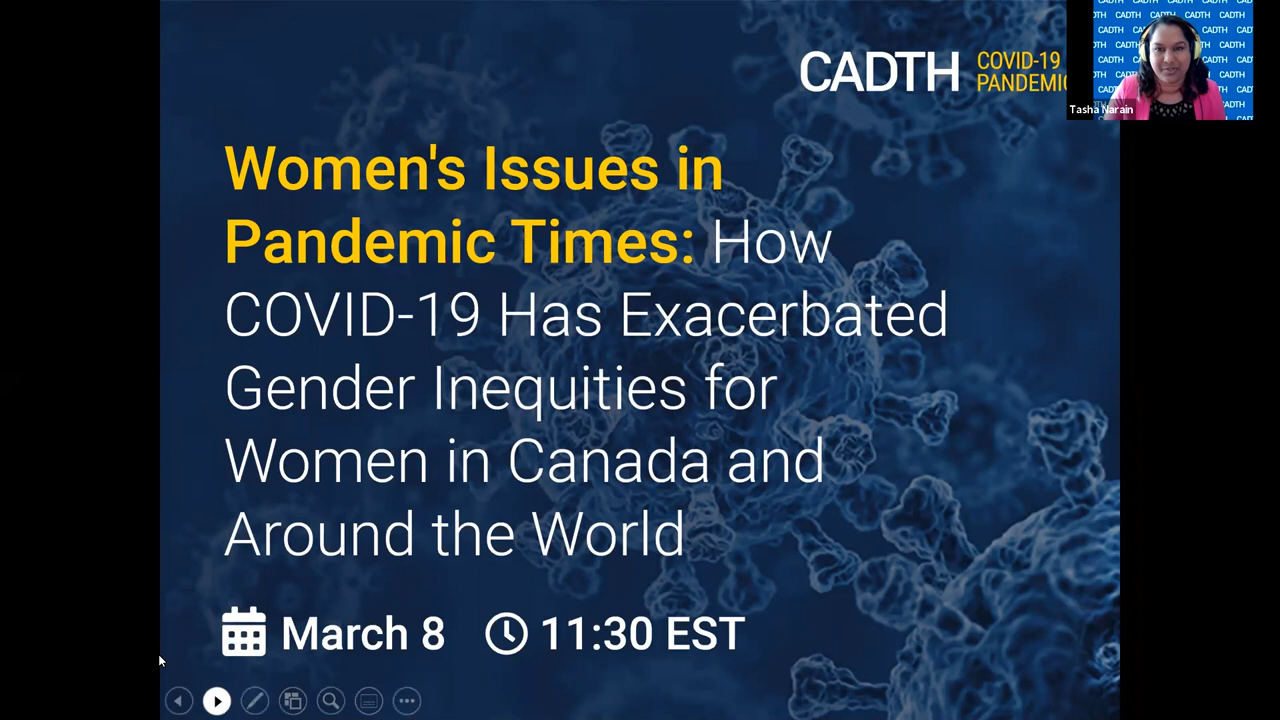 CADTH COVID-19
PANDEMIC
Tasha Narain
Women's Issues in
Pandemic Times: How
COVID-19 Has Exacerbated
Gender Inequities for
Women in Canada and
Around the World
March 8 11:30 EST